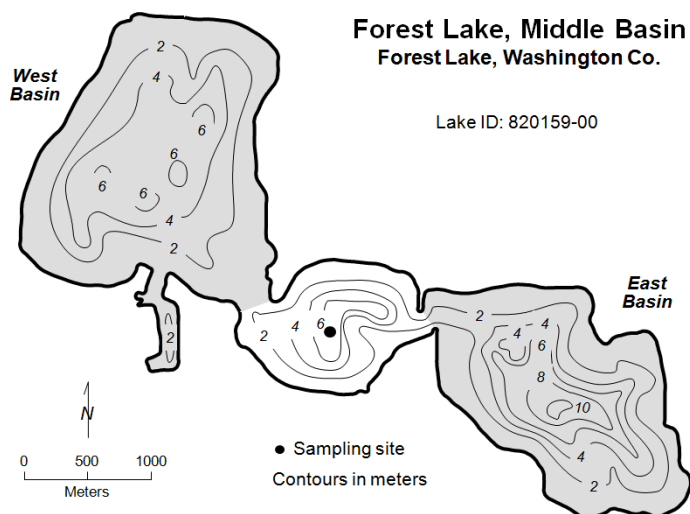 Forest Lake, Middle Basin
Forest Lake, Washington Co.
Lake ID: 820159-00
West
Basin
2
4
6
6
6
6
4
2
2
East
Basin
2
4
6
2
4
4
6
8
10
4
2
N
0 500 1000
Meters
Sampling site
Contours in meters